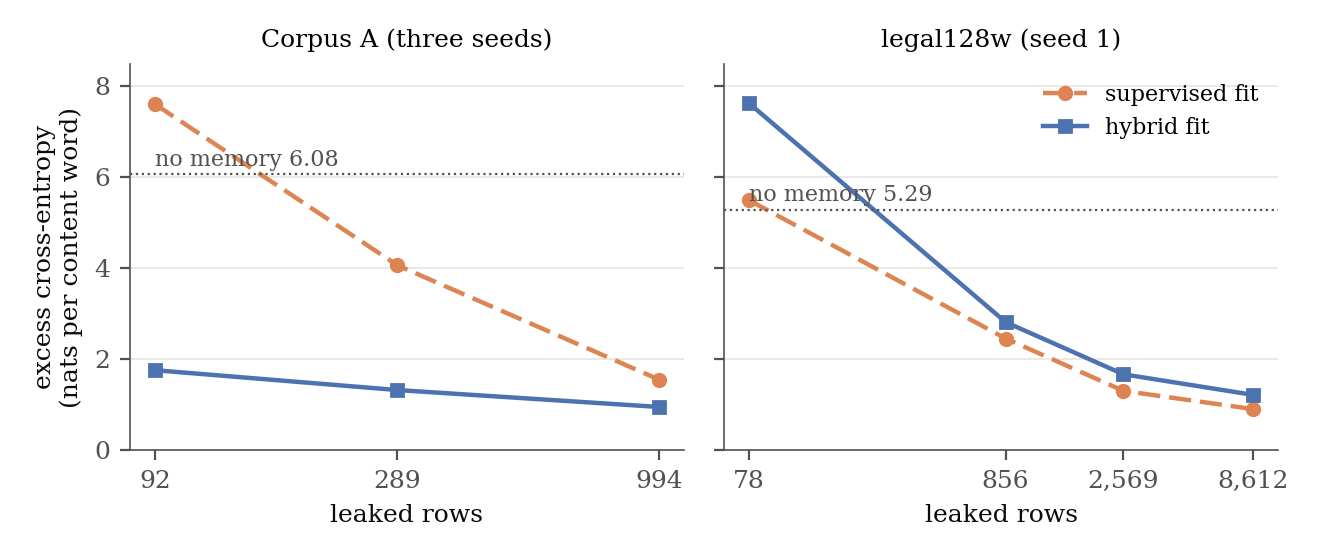 Corpus A (three seeds)
legal128w (seed 1)
excess cross-entropy
(nats per content word)
8
6
4
2
0
no memory 6.08
no memory 5.29
supervised fit
hybrid fit
92 289 994
78 856 2,569 8,612
leaked rows
leaked rows